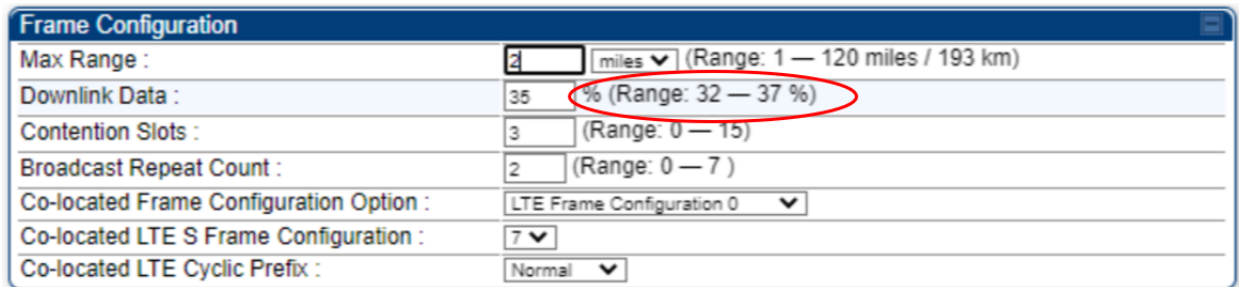 Frame Configuration
Max Range : 2 miles (Range: 1 — 120 miles / 193 km)
Downlink Data : 35 % (Range: 32 — 37 %)
Contention Slots : 3 (Range: 0 — 15)
Broadcast Repeat Count : 2 (Range: 0 — 7 )
Co-located Frame Configuration Option : LTE Frame Configuration 0
Co-located LTE S Frame Configuration : 7
Co-located LTE Cyclic Prefix : Normal